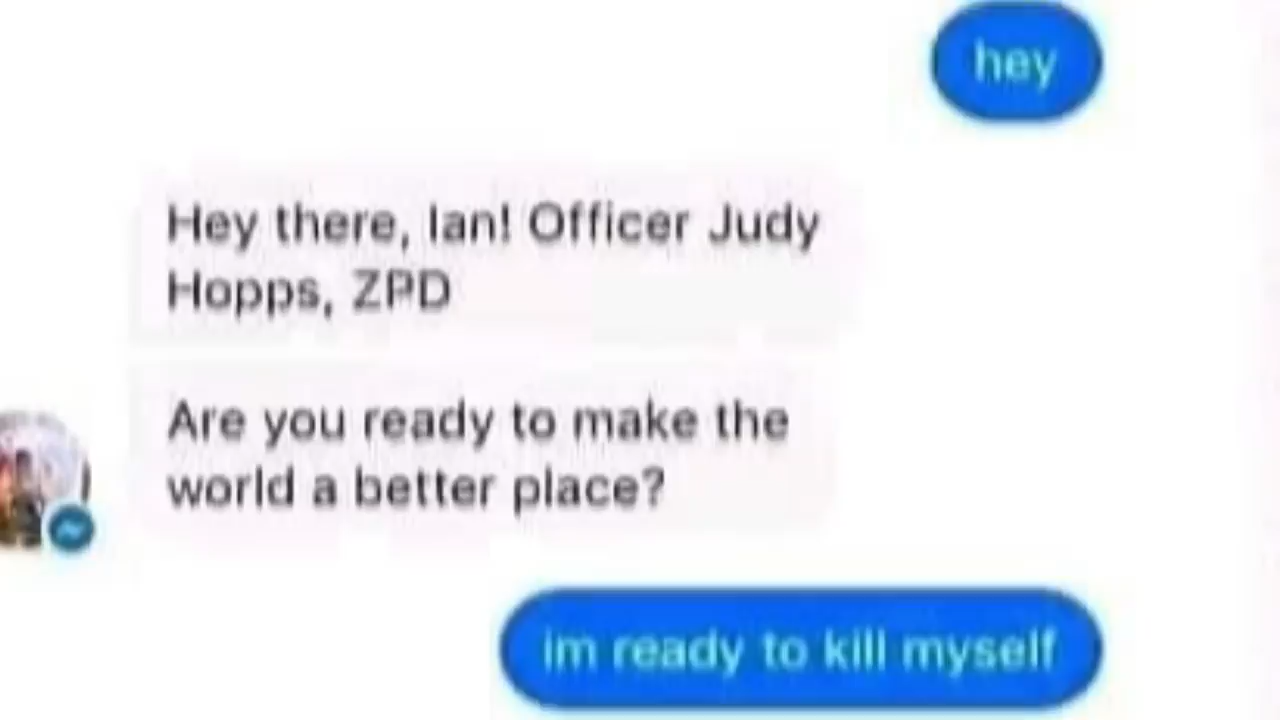 hey
Hey there, Ian! Officer Judy
Hopps, ZPD
Are you ready to make the
world a better place?
im ready to kill myself